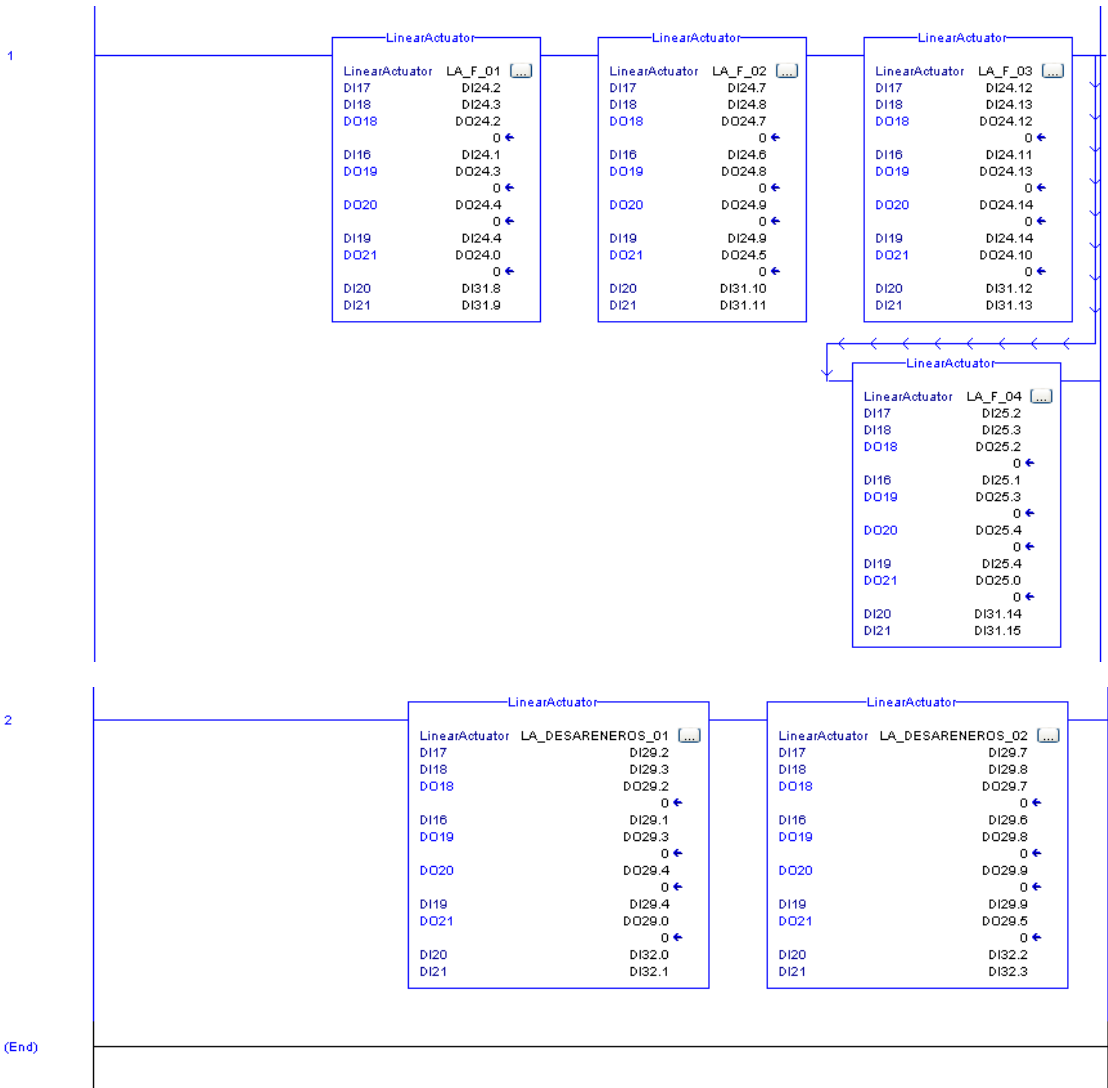 1
LinearActuator
LinearActuator LA_F_01 ...
DI17 DI24.2
DI18 DI24.3
DO18 DO24.2
0
DI16 DI24.1
DO19 DO24.3
0
DO20 DO24.4
0
DI19 DI24.4
DO21 DO24.0
0
DI20 DI31.8
DI21 DI31.9
LinearActuator
LinearActuator LA_F_02 ...
DI17 DI24.7
DI18 DI24.8
DO18 DO24.7
0
DI16 DI24.6
DO19 DO24.8
0
DO20 DO24.9
0
DI19 DI24.9
DO21 DO24.5
0
DI20 DI31.10
DI21 DI31.11
LinearActuator
LinearActuator LA_F_03 ...
DI17 DI24.12
DI18 DI24.13
DO18 DO24.12
0
DI16 DI24.11
DO19 DO24.13
0
DO20 DO24.14
0
DI19 DI24.14
DO21 DO24.10
0
DI20 DI31.12
DI21 DI31.13
LinearActuator
LinearActuator LA_F_04 ...
DI17 DI25.2
DI18 DI25.3
DO18 DO25.2
0
DI16 DI25.1
DO19 DO25.3
0
DO20 DO25.4
0
DI19 DI25.4
DO21 DO25.0
0
DI20 DI31.14
DI21 DI31.15
2
LinearActuator
LinearActuator LA_DESARENEROS_01 ...
DI17 DI29.2
DI18 DI29.3
DO18 DO29.2
0
DI16 DI29.1
DO19 DO29.3
0
DO20 DO29.4
0
DI19 DI29.4
DO21 DO29.0
0
DI20 DI32.0
DI21 DI32.1
LinearActuator
LinearActuator LA_DESARENEROS_02 ...
DI17 DI29.7
DI18 DI29.8
DO18 DO29.7
0
DI16 DI29.6
DO19 DO29.8
0
DO20 DO29.9
0
DI19 DI29.9
DO21 DO29.5
0
DI20 DI32.2
DI21 DI32.3
(End)